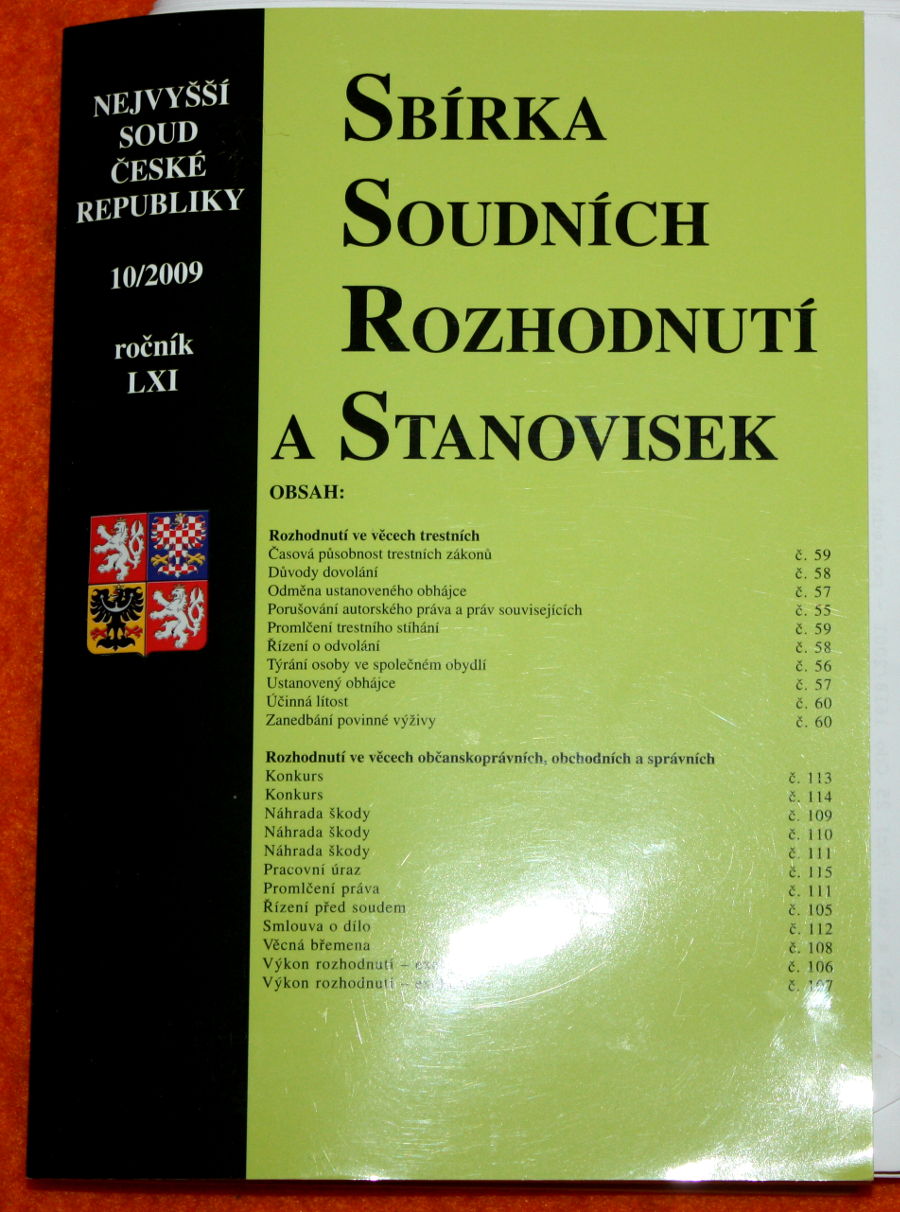 NEJVYŠŠÍ
SOUD
ČESKÉ
REPUBLIKY
10/2009
ročník
LXI
SBÍRKA
SOUDNÍCH
ROZHODNUTÍ
A STANOVISEK
OBSAH:
Rozhodnutí ve věcech trestních
Časová působnost trestních zákonů č. 59
Důvody dovolání č. 58
Odměna ustanoveného obhájce č. 57
Porušování autorského práva a práv souvisejících č. 55
Promlčení trestního stíhání č. 59
Řízení o odvolání č. 58
Týrání osoby ve společném obydlí č. 56
Ustanovený obhájce č. 57
Účinná lítost č. 60
Zanedbání povinné výživy č. 60
Rozhodnutí ve věcech občanskoprávních, obchodních a správních
Konkurs č. 113
Konkurs č. 114
Náhrada škody č. 109
Náhrada škody č. 110
Náhrada škody č. 111
Pracovní úraz č. 115
Promlčení práva č. 111
Řízení před soudem č. 105
Smlouva o dílo č. 112
Věcná břemena č. 108
Výkon rozhodnutí – č. 106
Výkon rozhodnutí – č. 107